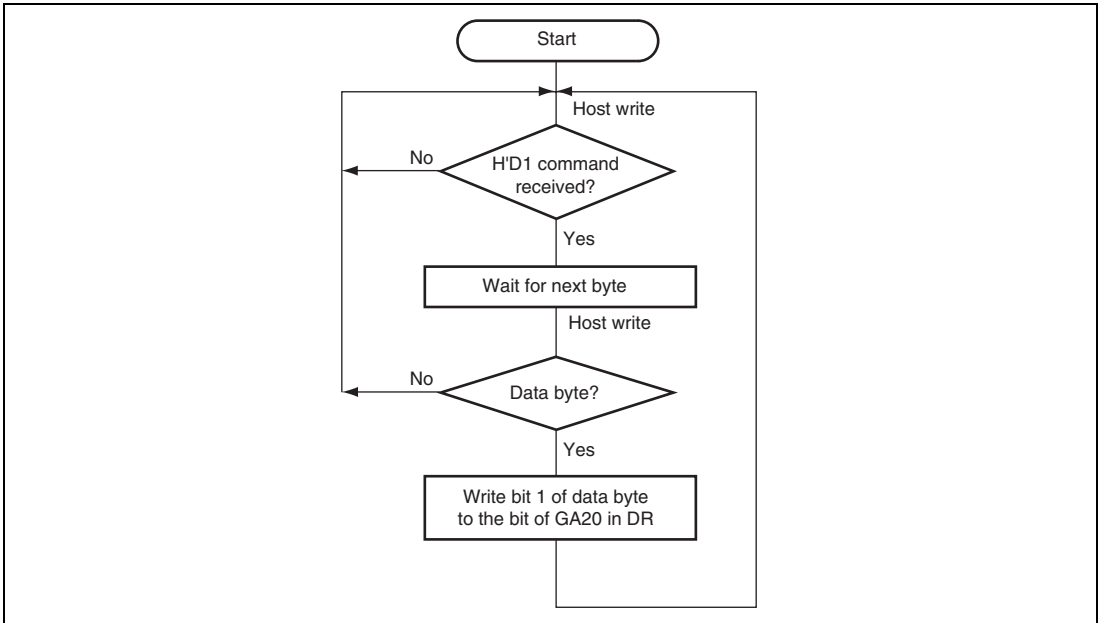 Start
Host write
No
H'D1 command
received?
Yes
Wait for next byte
Host write
No
Data byte?
Yes
Write bit 1 of data byte
to the bit of GA20 in DR